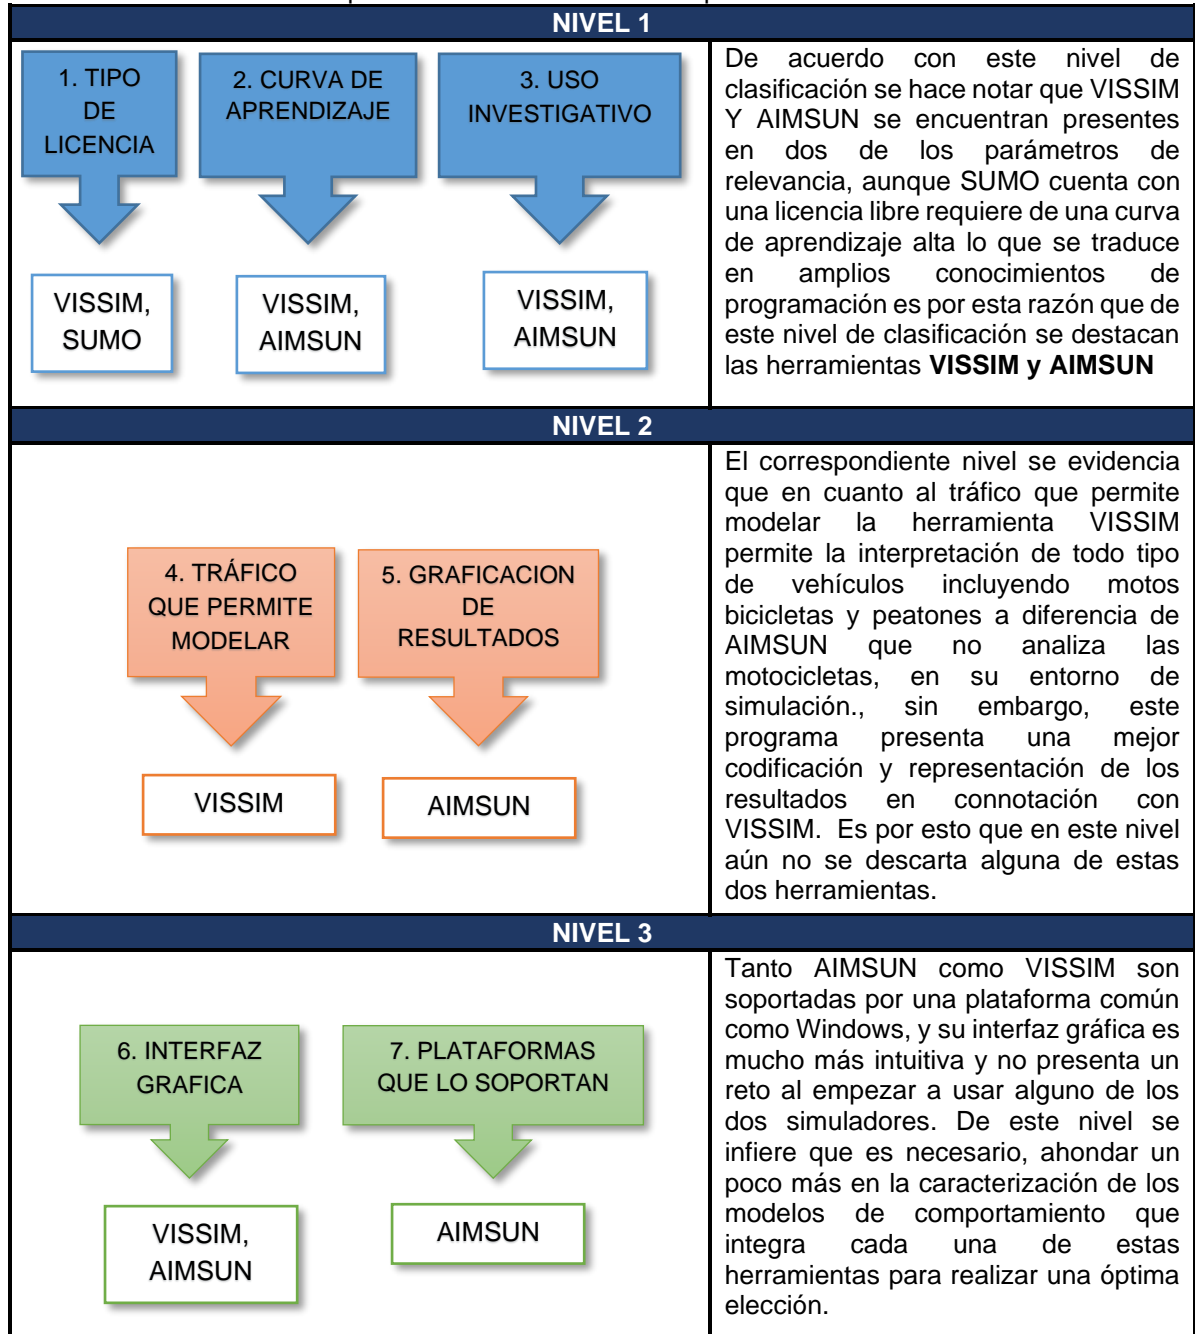 NIVEL 1
1. TIPO
DE
LICENCIA
2. CURVA DE
APRENDIZAJE
3. USO
INVESTIGATIVO
VISSIM,
SUMO
VISSIM,
AIMSUN
VISSIM,
AIMSUN
De acuerdo con este nivel de
clasificación se hace notar que VISSIM
Y AIMSUN se encuentran presentes
en dos de los parámetros de
relevancia, aunque SUMO cuenta con
una licencia libre requiere de una curva
de aprendizaje alta lo que se traduce
en amplios conocimientos de
programación es por esta razón que de
este nivel de clasificación se destacan
las herramientas VISSIM y AIMSUN
NIVEL 2
4. TRÁFICO
QUE PERMITE
MODELAR
5. GRAFICACION
DE
RESULTADOS
VISSIM
AIMSUN
El correspondiente nivel se evidencia
que en cuanto al tráfico que permite
modelar la herramienta VISSIM
permite la interpretación de todo tipo
de vehículos incluyendo motos
bicicletas y peatones a diferencia de
AIMSUN que no analiza las
motocicletas, en su entorno de
simulación., sin embargo, este
programa presenta una mejor
codificación y representación de los
resultados en connotación con
VISSIM. Es por esto que en este nivel
aún no se descarta alguna de estas
dos herramientas.
NIVEL 3
6. INTERFAZ
GRAFICA
7. PLATAFORMAS
QUE LO SOPORTAN
VISSIM,
AIMSUN
AIMSUN
Tanto AIMSUN como VISSIM son
soportadas por una plataforma común
como Windows, y su interfaz gráfica es
mucho más intuitiva y no presenta un
reto al empezar a usar alguno de los
dos simuladores. De este nivel se
infiere que es necesario, ahondar un
poco más en la caracterización de los
modelos de comportamiento que
integra cada una de estas
herramientas para realizar una óptima
elección.